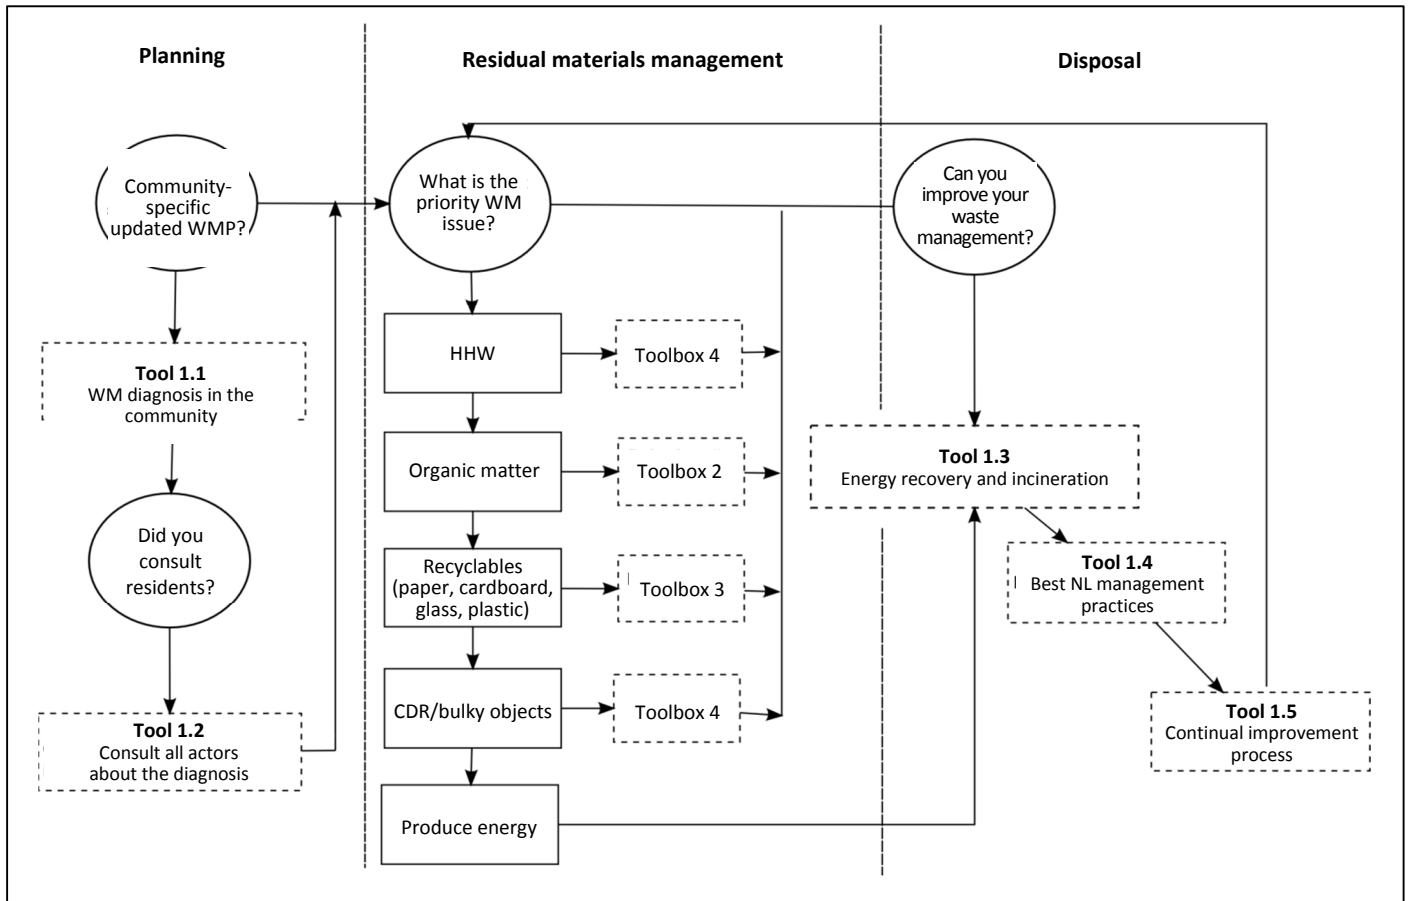 Planning
Residual materials management
Disposal
Community-
specific
updated WMP?
Tool 1.1
WM diagnosis in the
community
Did you
consult
residents?
Tool 1.2
Consult all actors
about the diagnosis
What is the
priority WM
issue?
HHW
Toolbox 4
Organic matter
Toolbox 2
Recyclables
(paper, cardboard,
glass, plastic)
Toolbox 3
CDR/bulky objects
Toolbox 4
Produce energy
Can you
improve your
waste
management?
Tool 1.3
Energy recovery and incineration
Tool 1.4
Best NL management
practices
Tool 1.5
Continual improvement
process